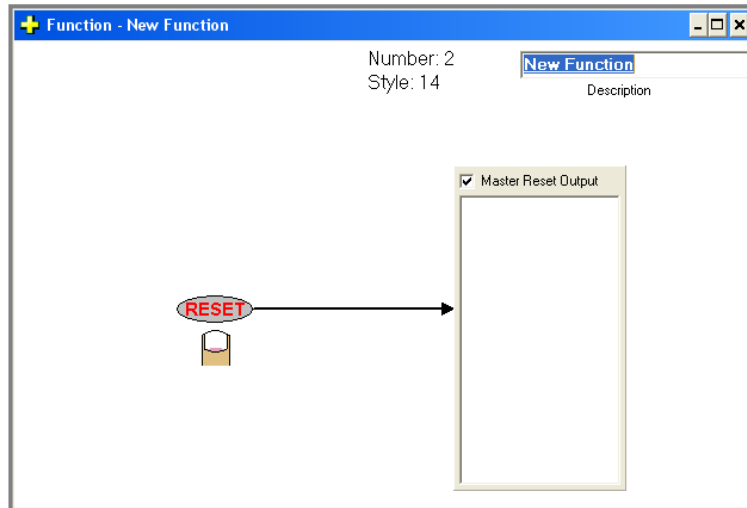 Function - New Function
Number: 2
Style: 14
New Function
Description
Master Reset Output
RESET